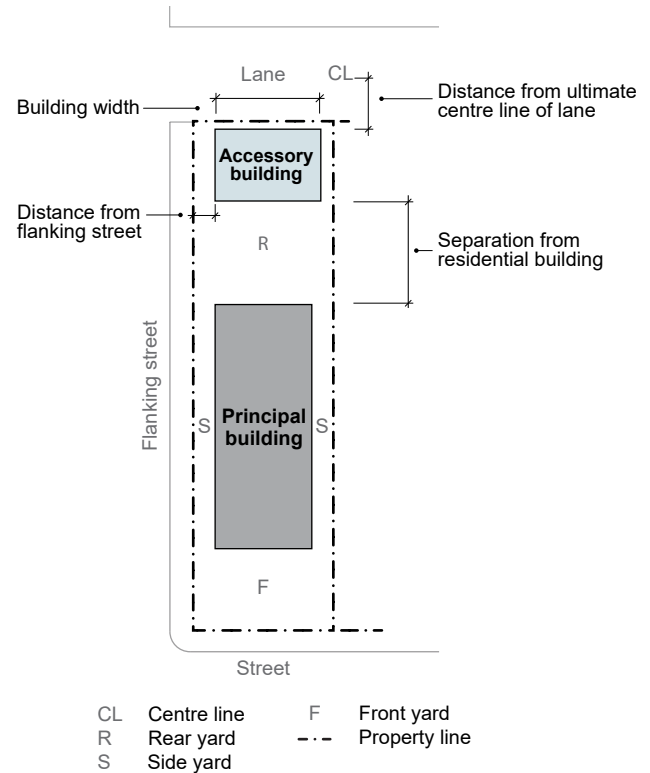 Lane
CL
Distance from ultimate
centre line of lane
Building width
Accessory
building
Distance from
flanking street
R
Separation from
residential building
Flanking street
S
Principal
building
S
F
Street
CL Centre line
R Rear yard
S Side yard
F Front yard
Property line